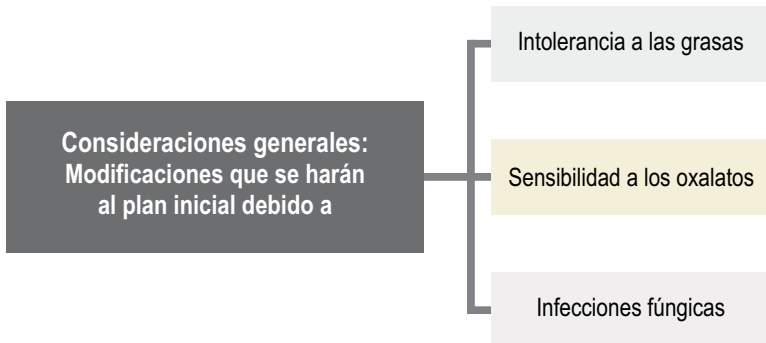 Consideraciones generales:
Modificaciones que se harán
al plan inicial debido a
Intolerancia a las grasas
Sensibilidad a los oxalatos
Infecciones fúngicas